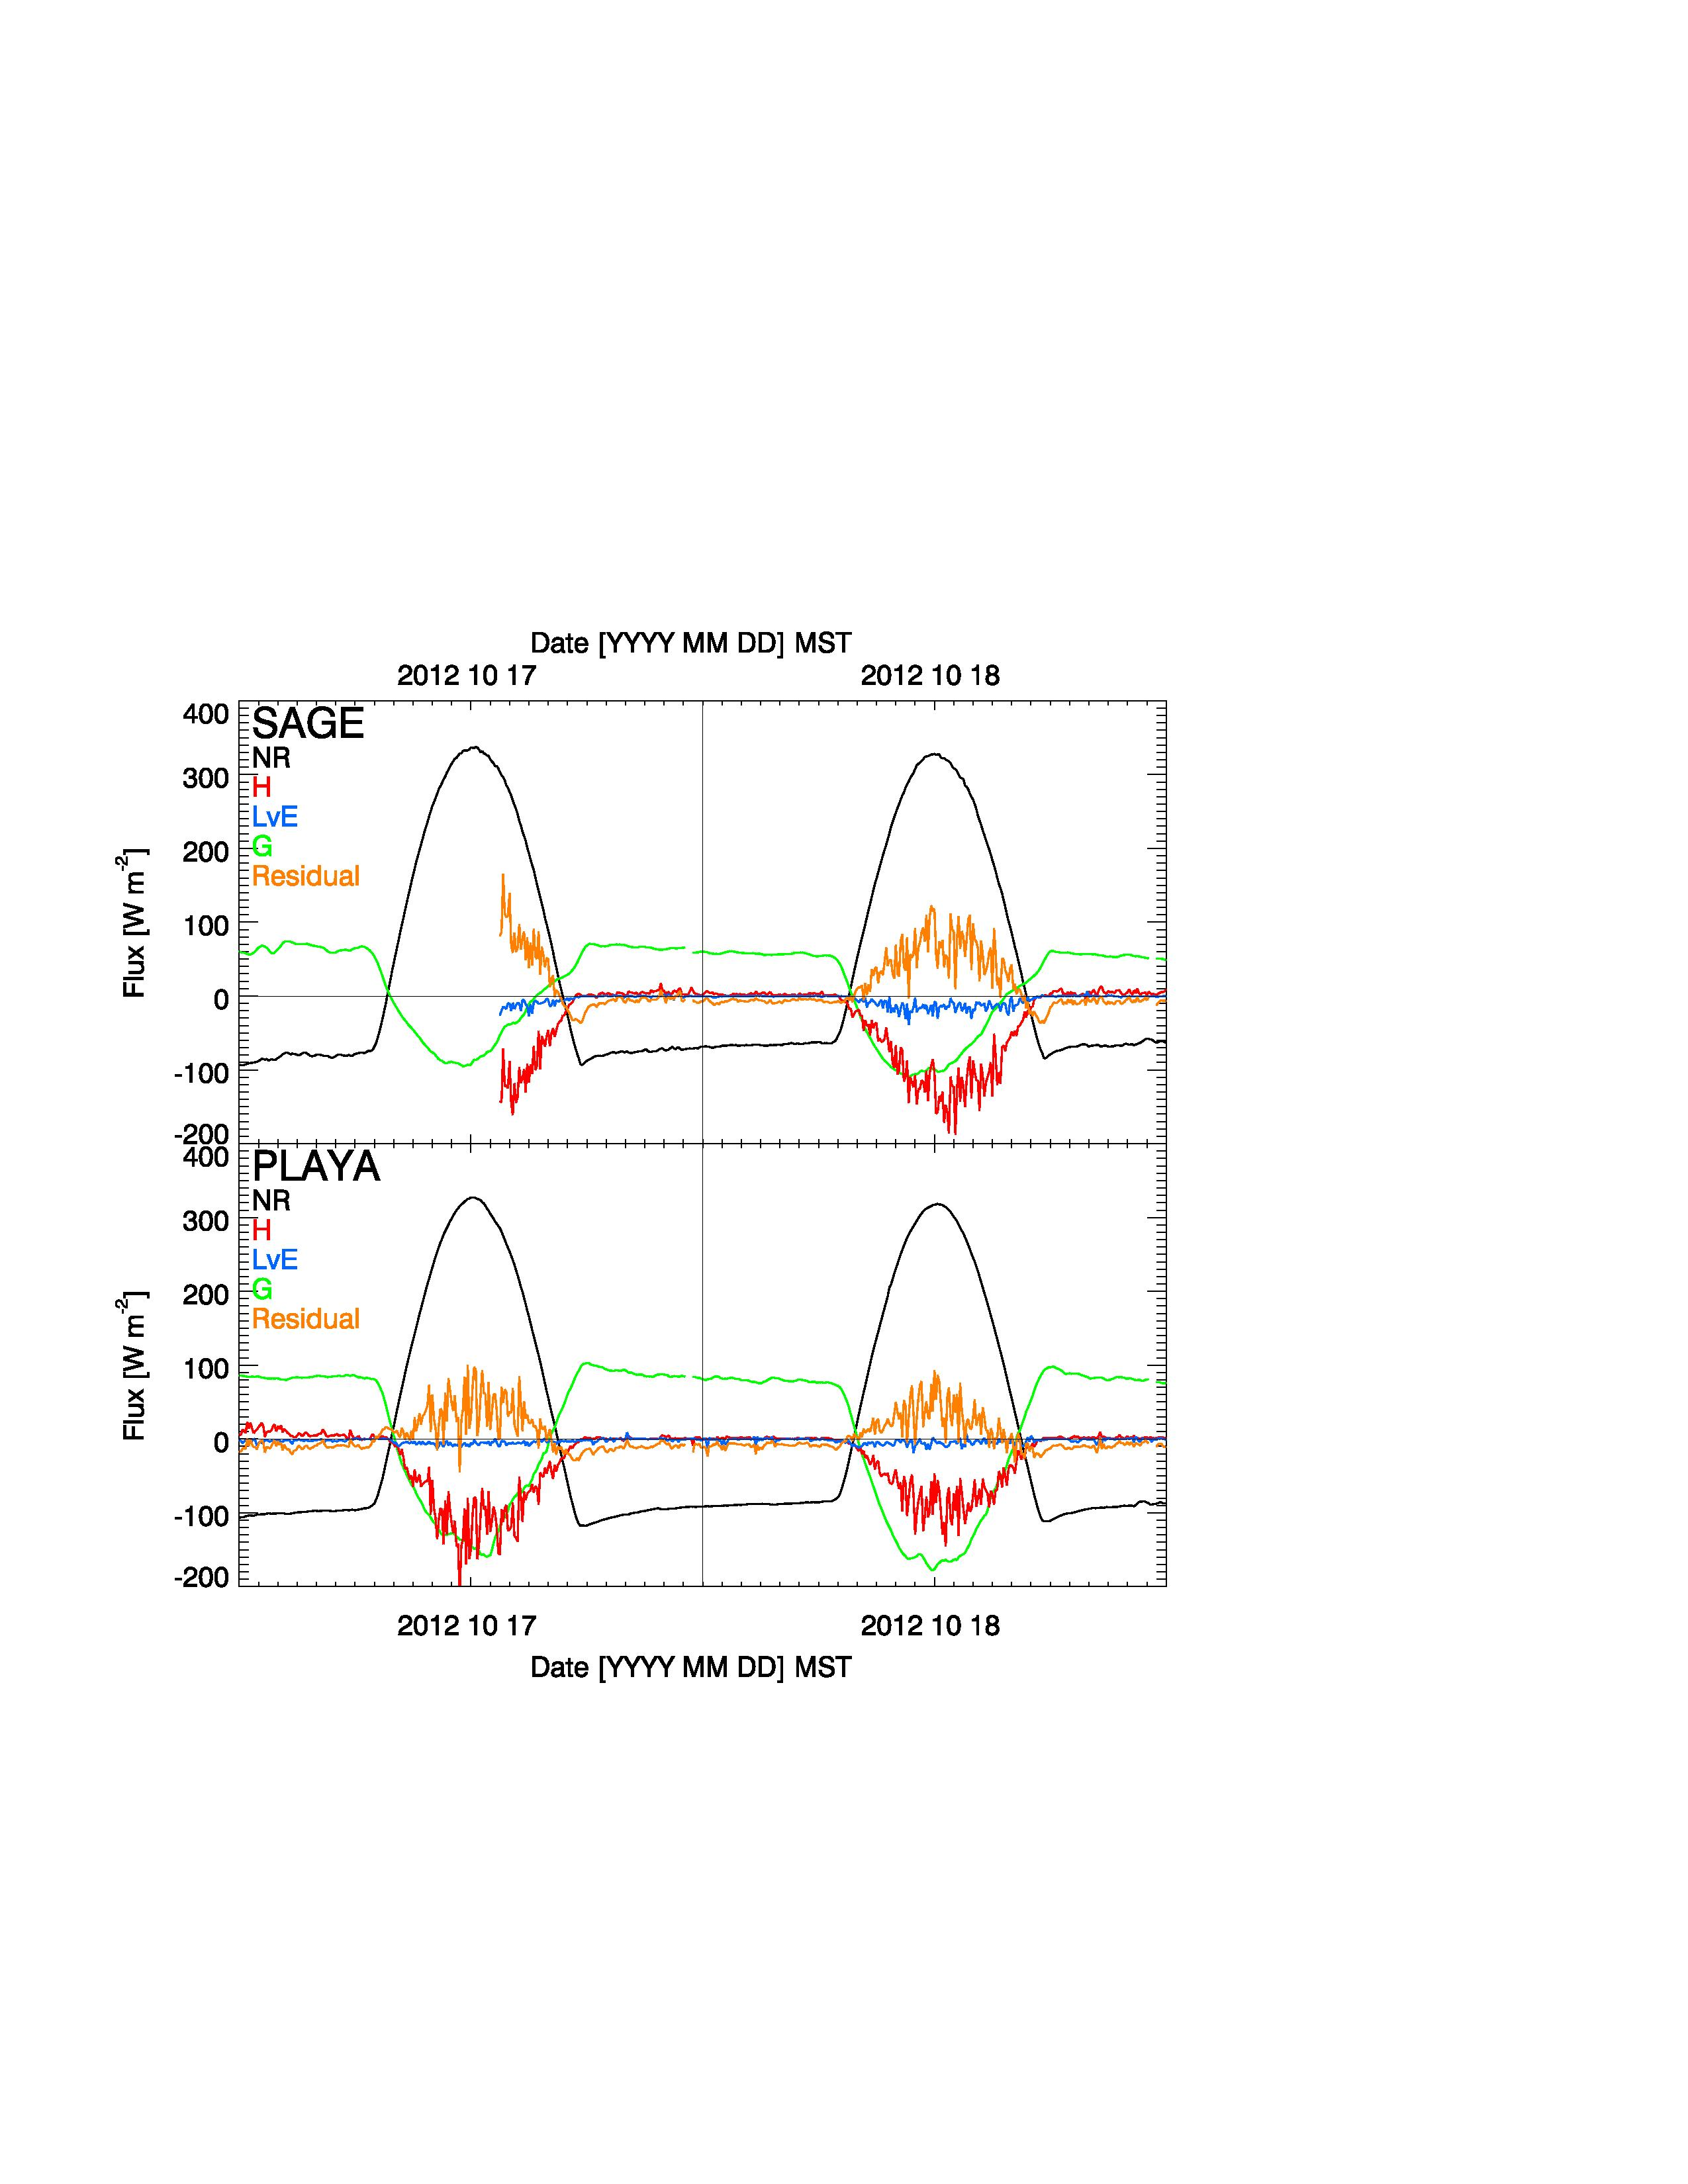 Date [YYYY MM DD] MST
2012 10 17 2012 10 18
400
SAGE
NR
300
H
LvE
200
G
Residual
100
0
-100
-200
Flux [W m-2]
400
PLAYA
NR
300
H
LvE
200
G
Residual
100
0
-100
-200
Flux [W m-2]
2012 10 17 2012 10 18
Date [YYYY MM DD] MST